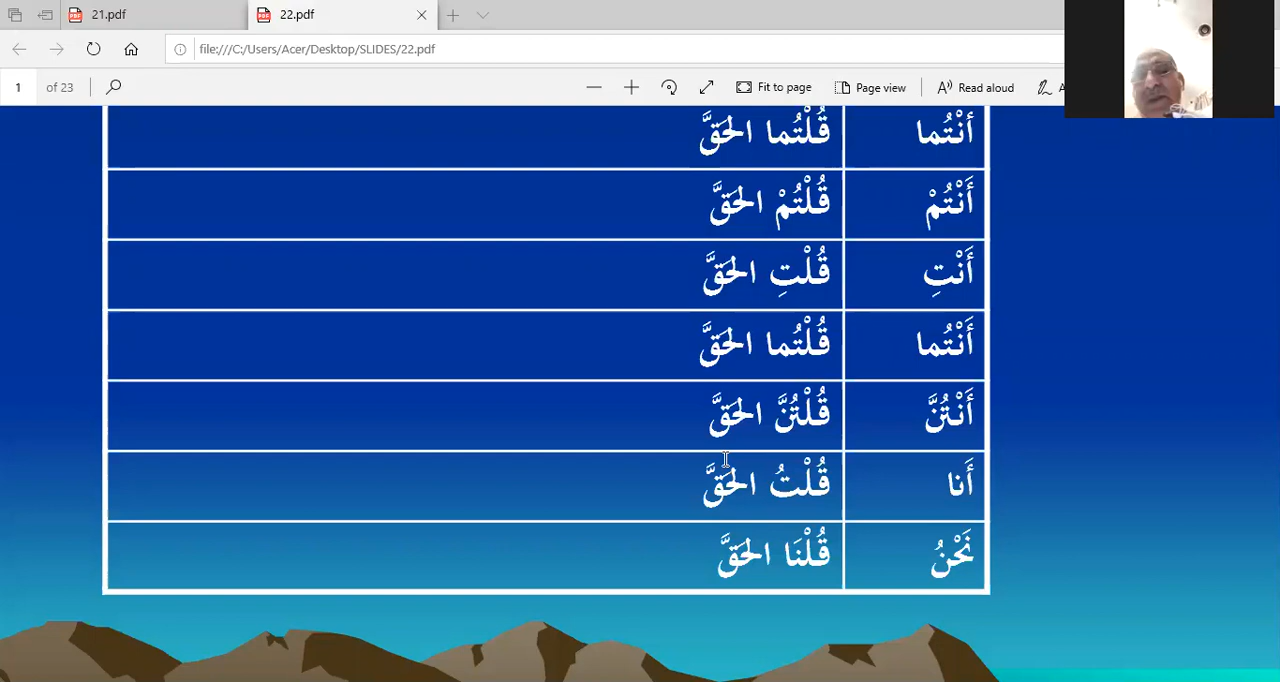 21.pdf
22.pdf
file:///C:/Users/Acer/Desktop/SLIDES/22.pdf
1 of 23
Fit to page
Page view
Read aloud
أنْتُما قُلْتُما الحَقَّ
أَنْتُمْ قُلْتُمْ الحَقَّ
أَنْتِ قُلْتِ الحَقَّ
أَنْتُما قُلْتُما الحَقَّ
أَنْتُنَّ قُلْتُنَّ الحَقَّ
أَنا قُلْتُ الحَقَّ
نَحْنُ قُلْنَا الحَقَّ